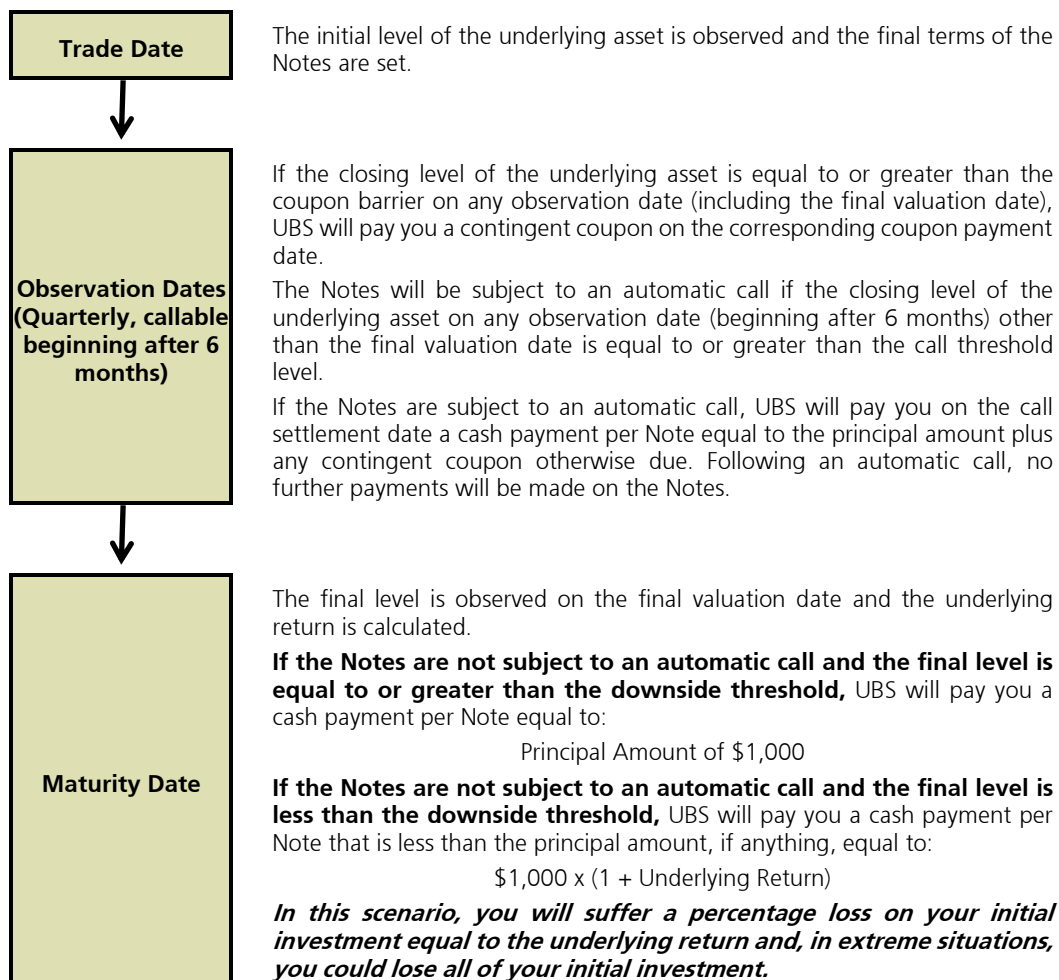 Trade Date
The initial level of the underlying asset is observed and the final terms of the
Notes are set.
Observation Dates
(Quarterly, callable
beginning after 6
months)
If the closing level of the underlying asset is equal to or greater than the
coupon barrier on any observation date (including the final valuation date),
UBS will pay you a contingent coupon on the corresponding coupon payment
date.
The Notes will be subject to an automatic call if the closing level of the
underlying asset on any observation date (beginning after 6 months) other
than the final valuation date is equal to or greater than the call threshold
level.
If the Notes are subject to an automatic call, UBS will pay you on the call
settlement date a cash payment per Note equal to the principal amount plus
any contingent coupon otherwise due. Following an automatic call, no
further payments will be made on the Notes.
Maturity Date
The final level is observed on the final valuation date and the underlying
return is calculated.
If the Notes are not subject to an automatic call and the final level is
equal to or greater than the downside threshold, UBS will pay you a
cash payment per Note equal to:
Principal Amount of $1,000
If the Notes are not subject to an automatic call and the final level is
less than the downside threshold, UBS will pay you a cash payment per
Note that is less than the principal amount, if anything, equal to:
$1,000 x (1 + Underlying Return)
In this scenario, you will suffer a percentage loss on your initial
investment equal to the underlying return and, in extreme situations,
you could lose all of your initial investment.